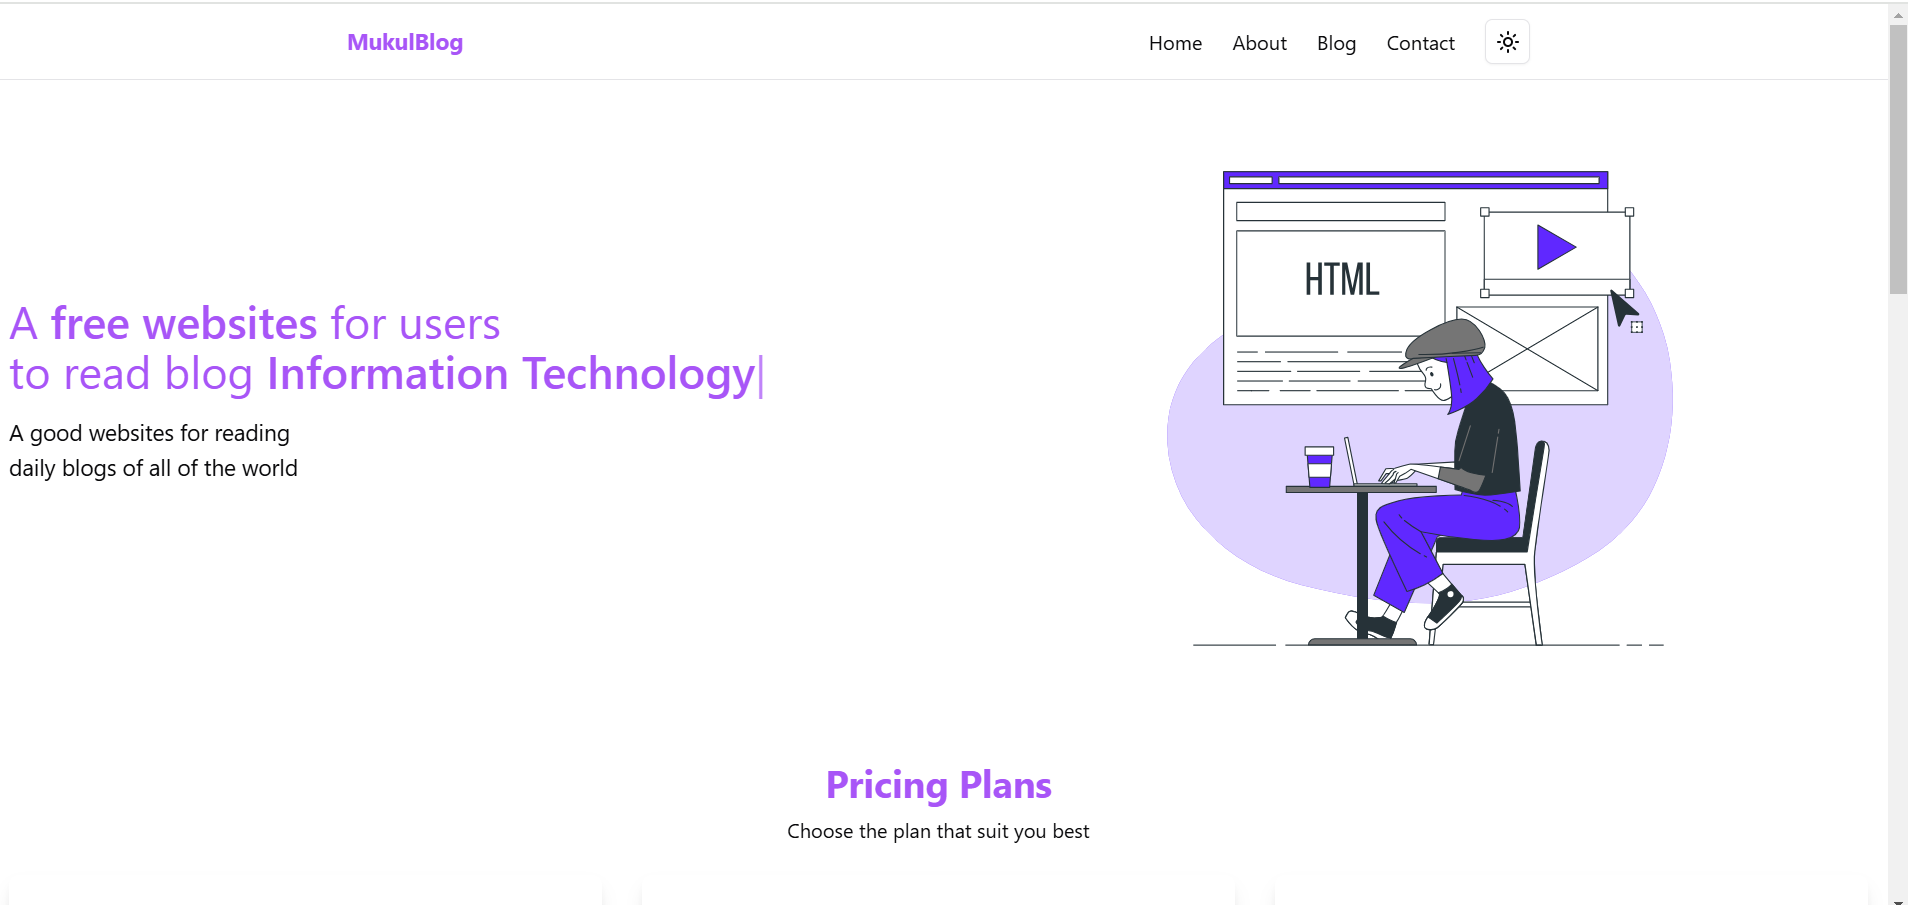 MukulBlog
Home About Blog Contact
HTML
A free websites for users
to read blog Information Technology|
A good websites for reading
daily blogs of all of the world
Pricing Plans
Choose the plan that suit you best